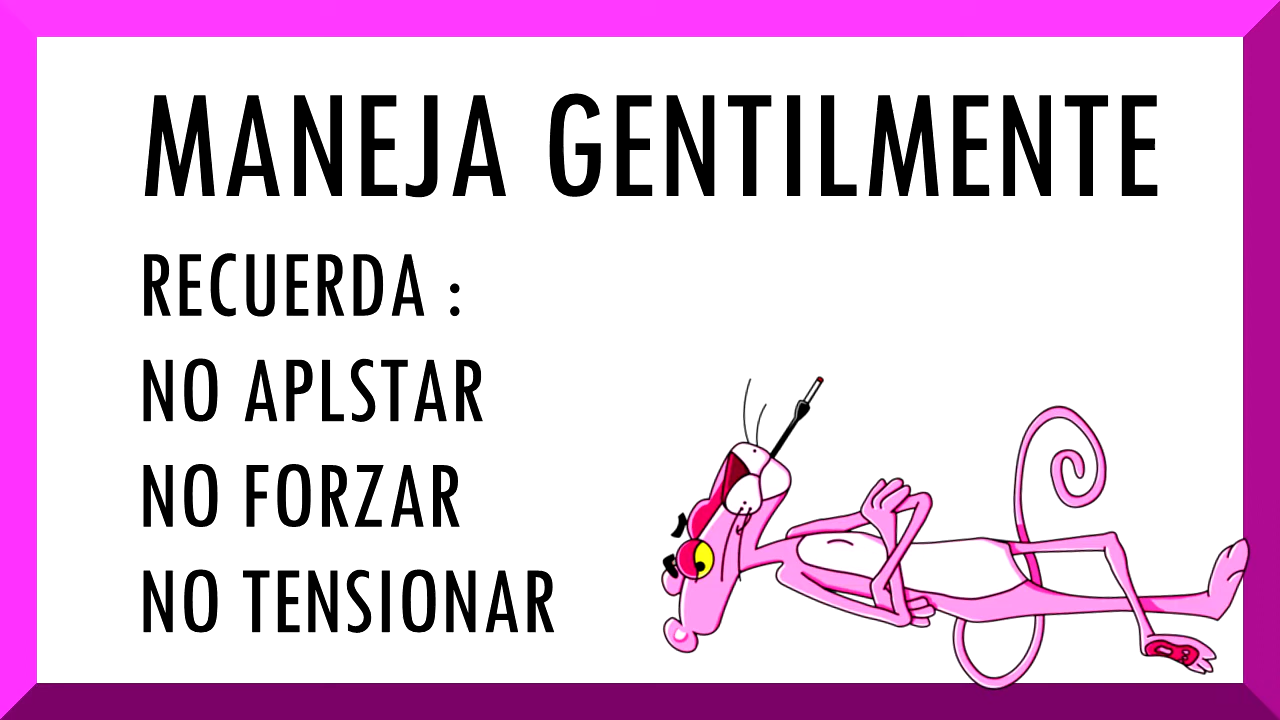 MANEJA GENTILMENTE
RECUERDA :
NO APLSTAR
NO FORZAR
NO TENSIONAR